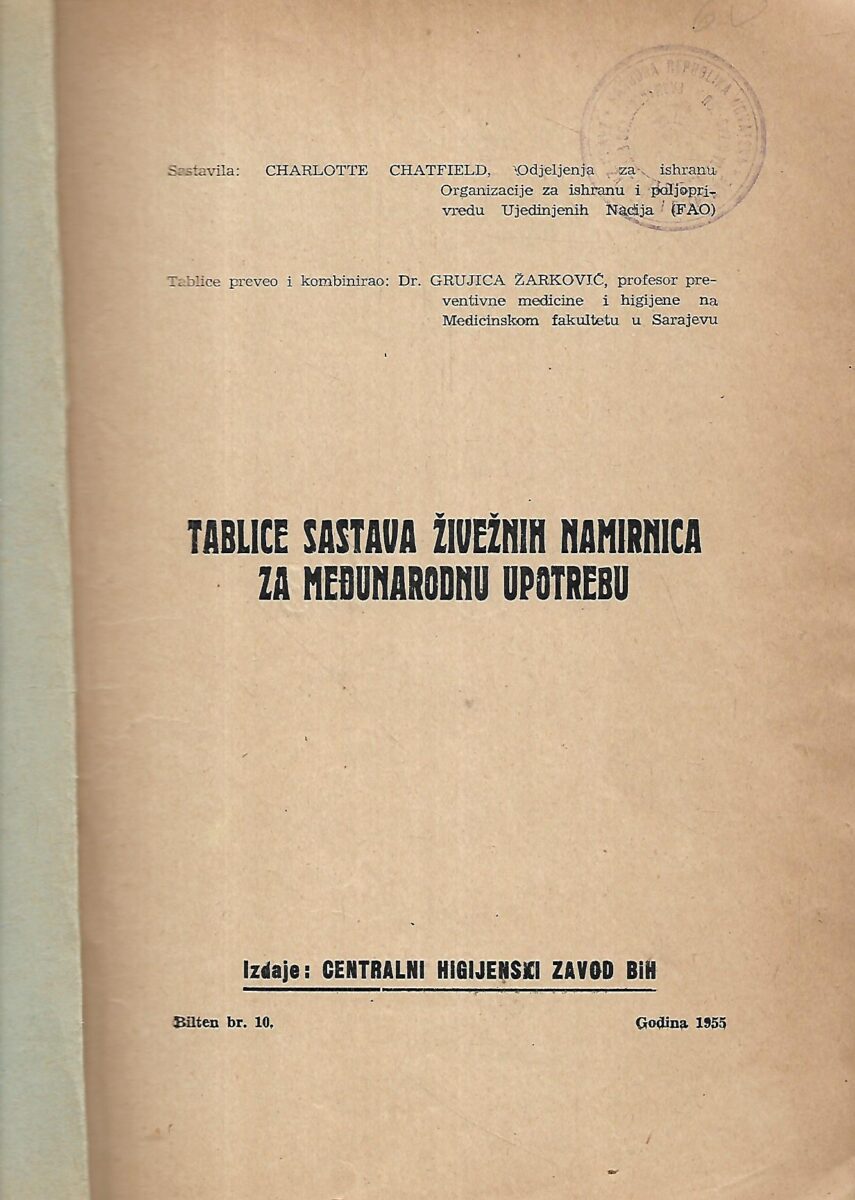 REPUBLIKA
Sastavila: CHARLOTTE CHATFIELD, Odjeljenja za ishranu
Organizacije za ishranu i poljopri-
vredu Ujedinjenih Nacija (FAO)
Tablice preveo i kombinirao: Dr. GRUJICA ŽARKOVIĆ, profesor pre-
ventivne medicine i higijene na
Medicinskom fakultetu u Sarajevu
TABLICE SASTAVA ŽIVEŽNIH NAMIRNICA
ZA MEĐUNARODNU UPOTREBU
Izdaje: CENTRALNI HIGIJENSKI ZAVOD BiH
Bilten br. 10. Godina 1955